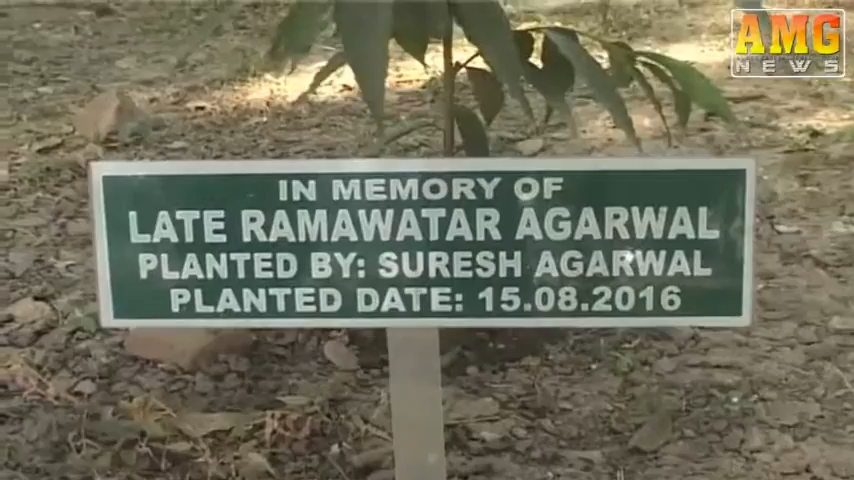 AMG
NEWS
IN MEMORY OF
LATE RAMAWATAR AGARWAL
PLANTED BY: SURESH AGARWAL
PLANTED DATE: 15.08.2016